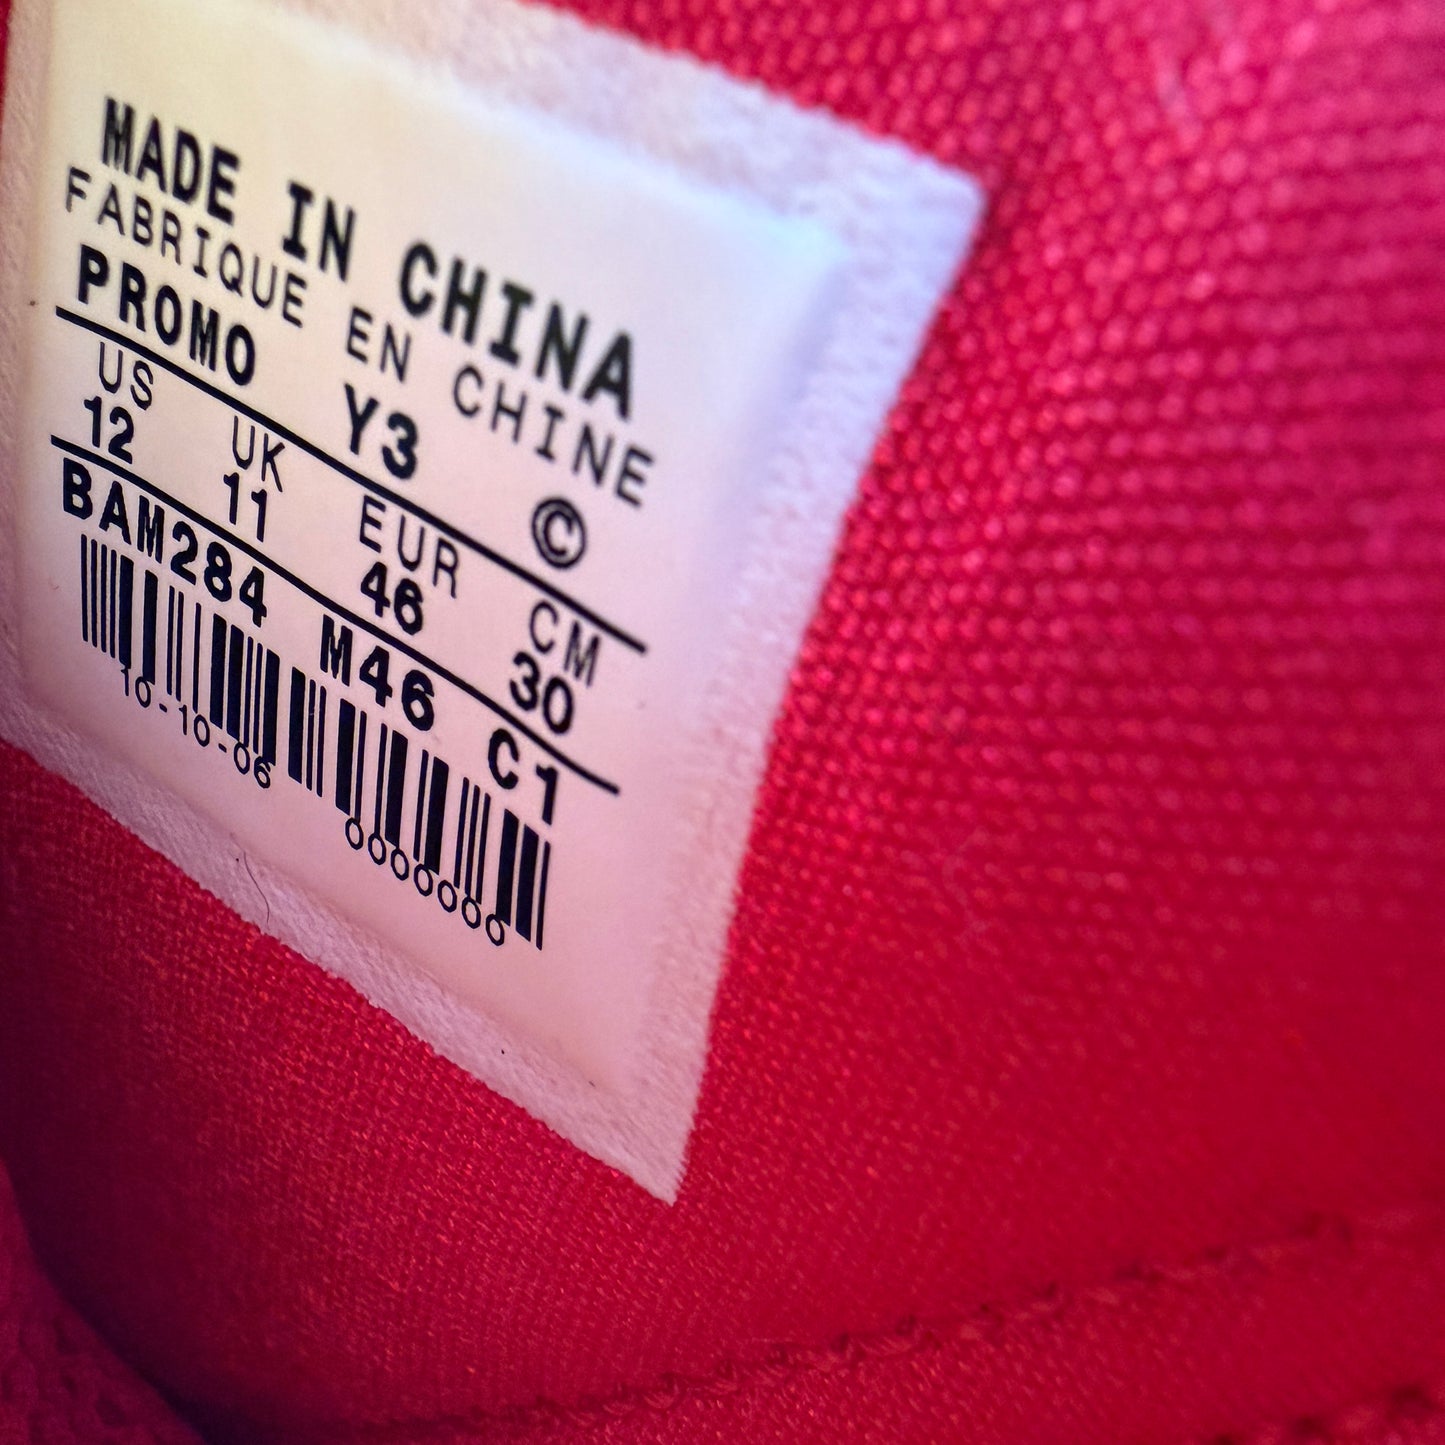 MADE IN CHINA
FABRIQUE EN CHINE
PROMO Y3 ©
US UK EUR CM
12 11 46 30
BAM284 M46 C1
10-10-06 0000000